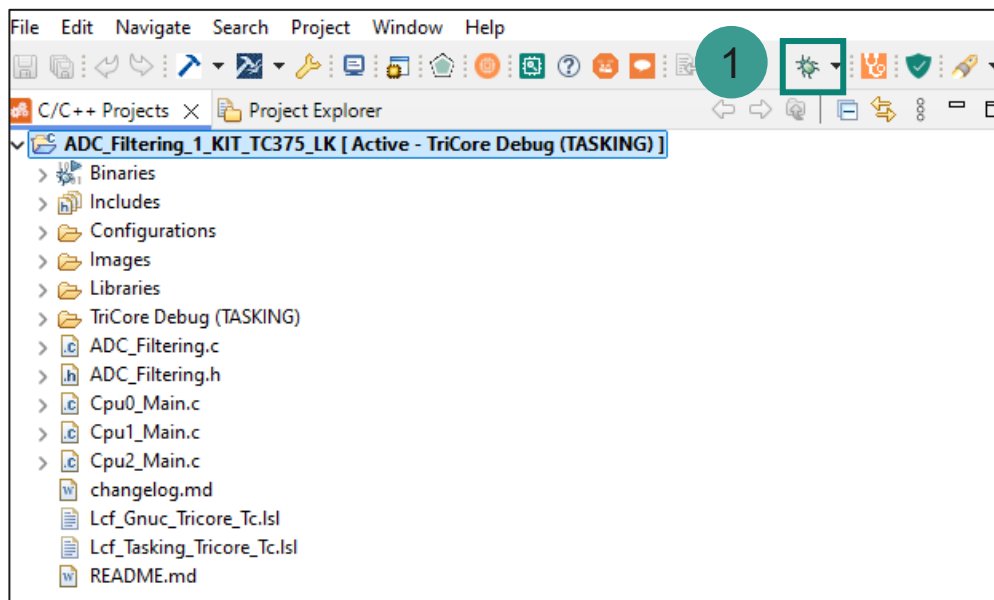 File Edit Navigate Search Project Window Help
1
C/C++ Projects Project Explorer
ADC_Filtering_1_KIT_TC375_LK [ Active - TriCore Debug (TASKING) ]
Binaries
Includes
Configurations
Images
Libraries
TriCore Debug (TASKING)
ADC_Filtering.c
ADC_Filtering.h
Cpu0_Main.c
Cpu1_Main.c
Cpu2_Main.c
changelog.md
Lcf_Gnuc_Tricore_Tc.lsl
Lcf_Tasking_Tricore_Tc.lsl
README.md